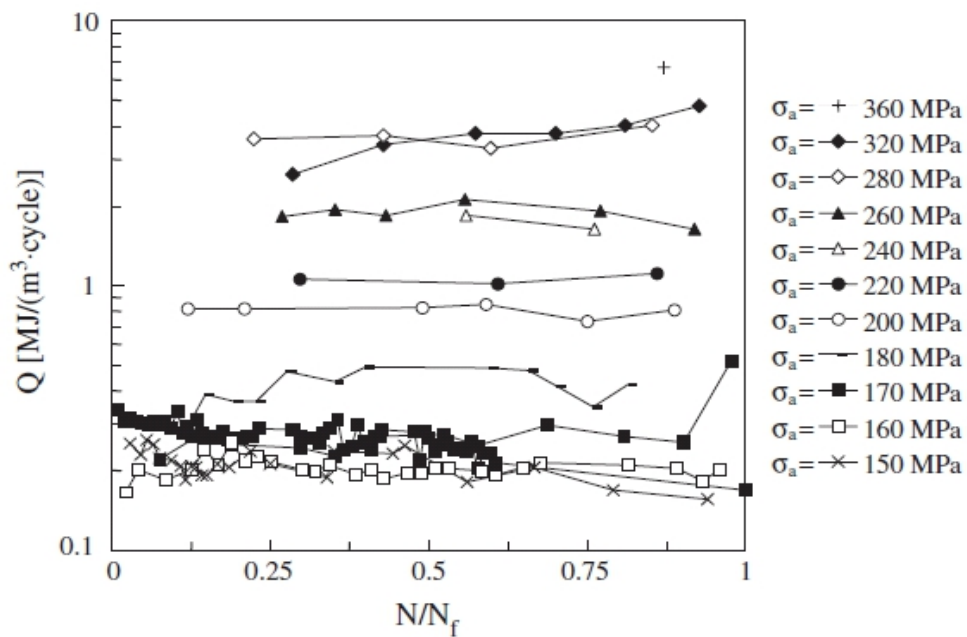 10
1
0.1
Q [MJ/(m³·cycle)]
0
0.25
0.5
0.75
1
N/N_f
σₐ= 360 MPa
σₐ= 320 MPa
σₐ= 280 MPa
σₐ= 260 MPa
σₐ= 240 MPa
σₐ= 220 MPa
σₐ= 200 MPa
σₐ= 180 MPa
σₐ= 170 MPa
σₐ= 160 MPa
σₐ= 150 MPa